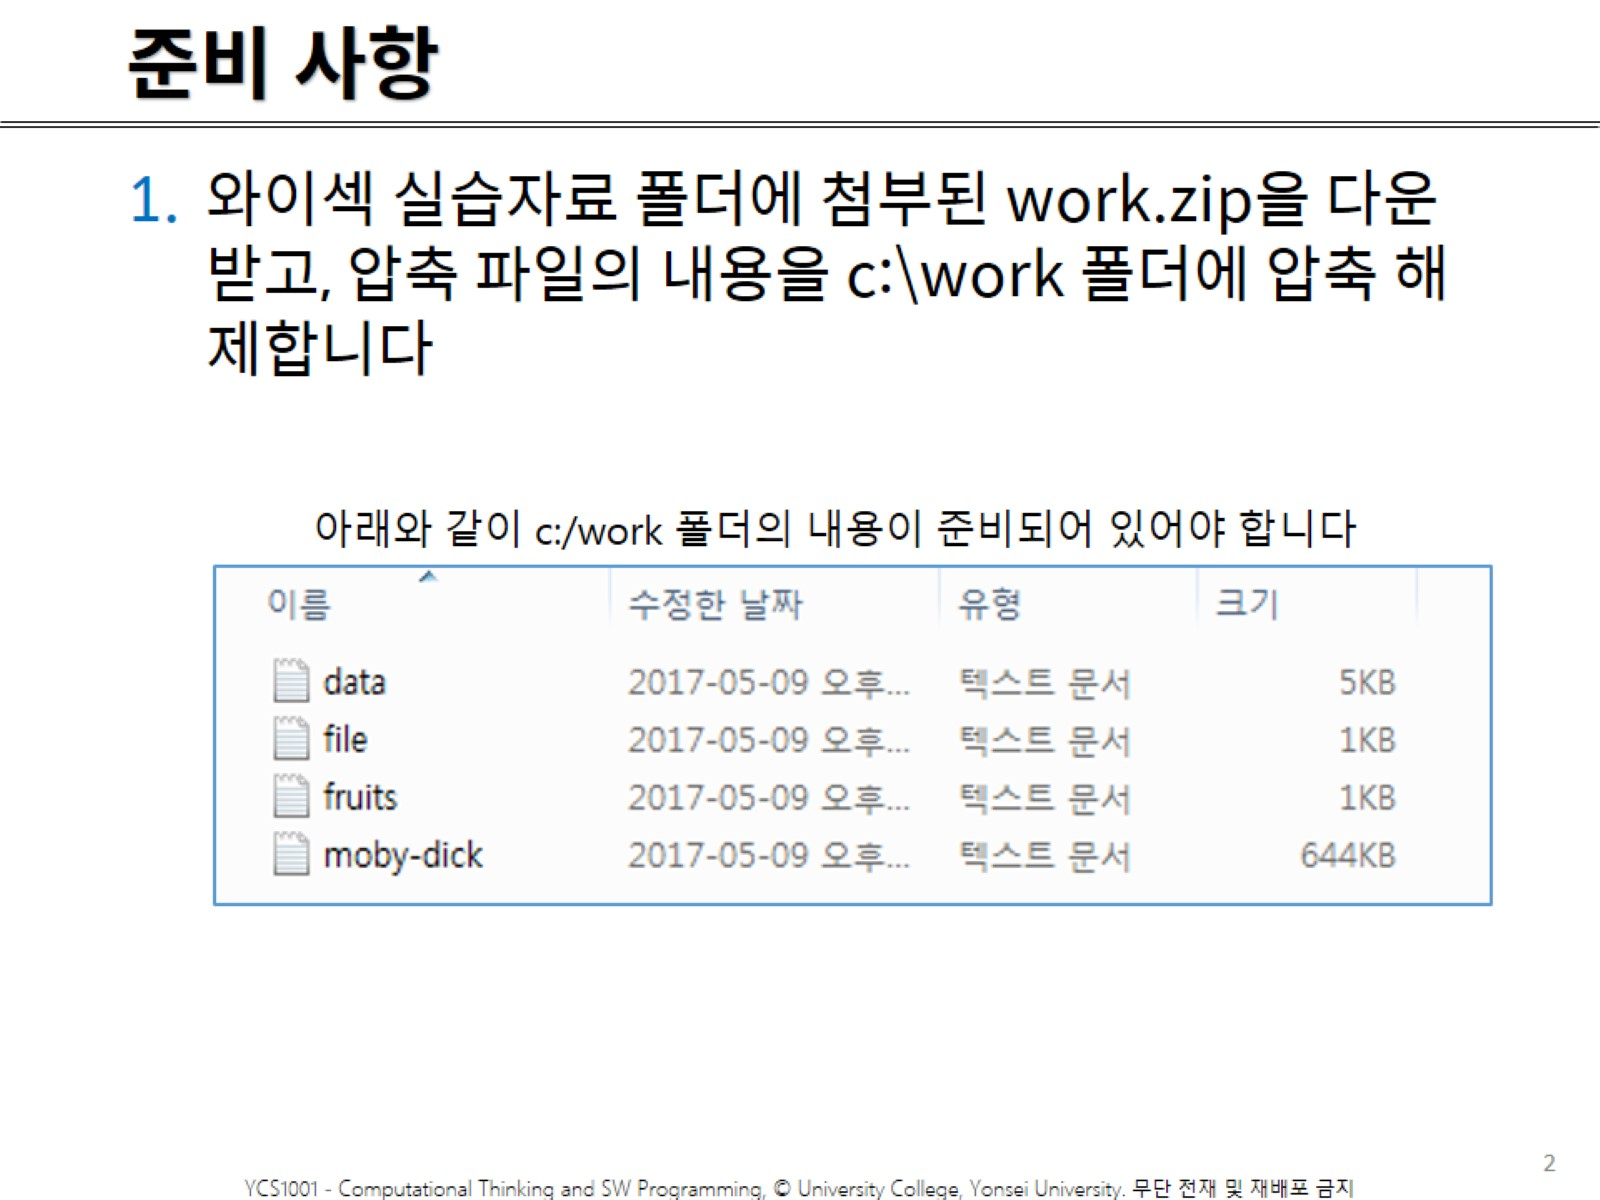 준비 사항
1. 와이섹 실습자료 폴더에 첨부된 work.zip을 다운
받고, 압축 파일의 내용을 c:\work 폴더에 압축 해
제합니다
아래와 같이 c:/work 폴더의 내용이 준비되어 있어야 합니다
이름 수정한 날짜 유형 크기
data 2017-05-09 오후... 텍스트 문서 5KB
file 2017-05-09 오후... 텍스트 문서 1KB
fruits 2017-05-09 오후... 텍스트 문서 1KB
moby-dick 2017-05-09 오후... 텍스트 문서 644KB
2
YCS1001 - Computational Thinking and SW Programming, © University College, Yonsei University. 무단 전재 및 재배포 금지